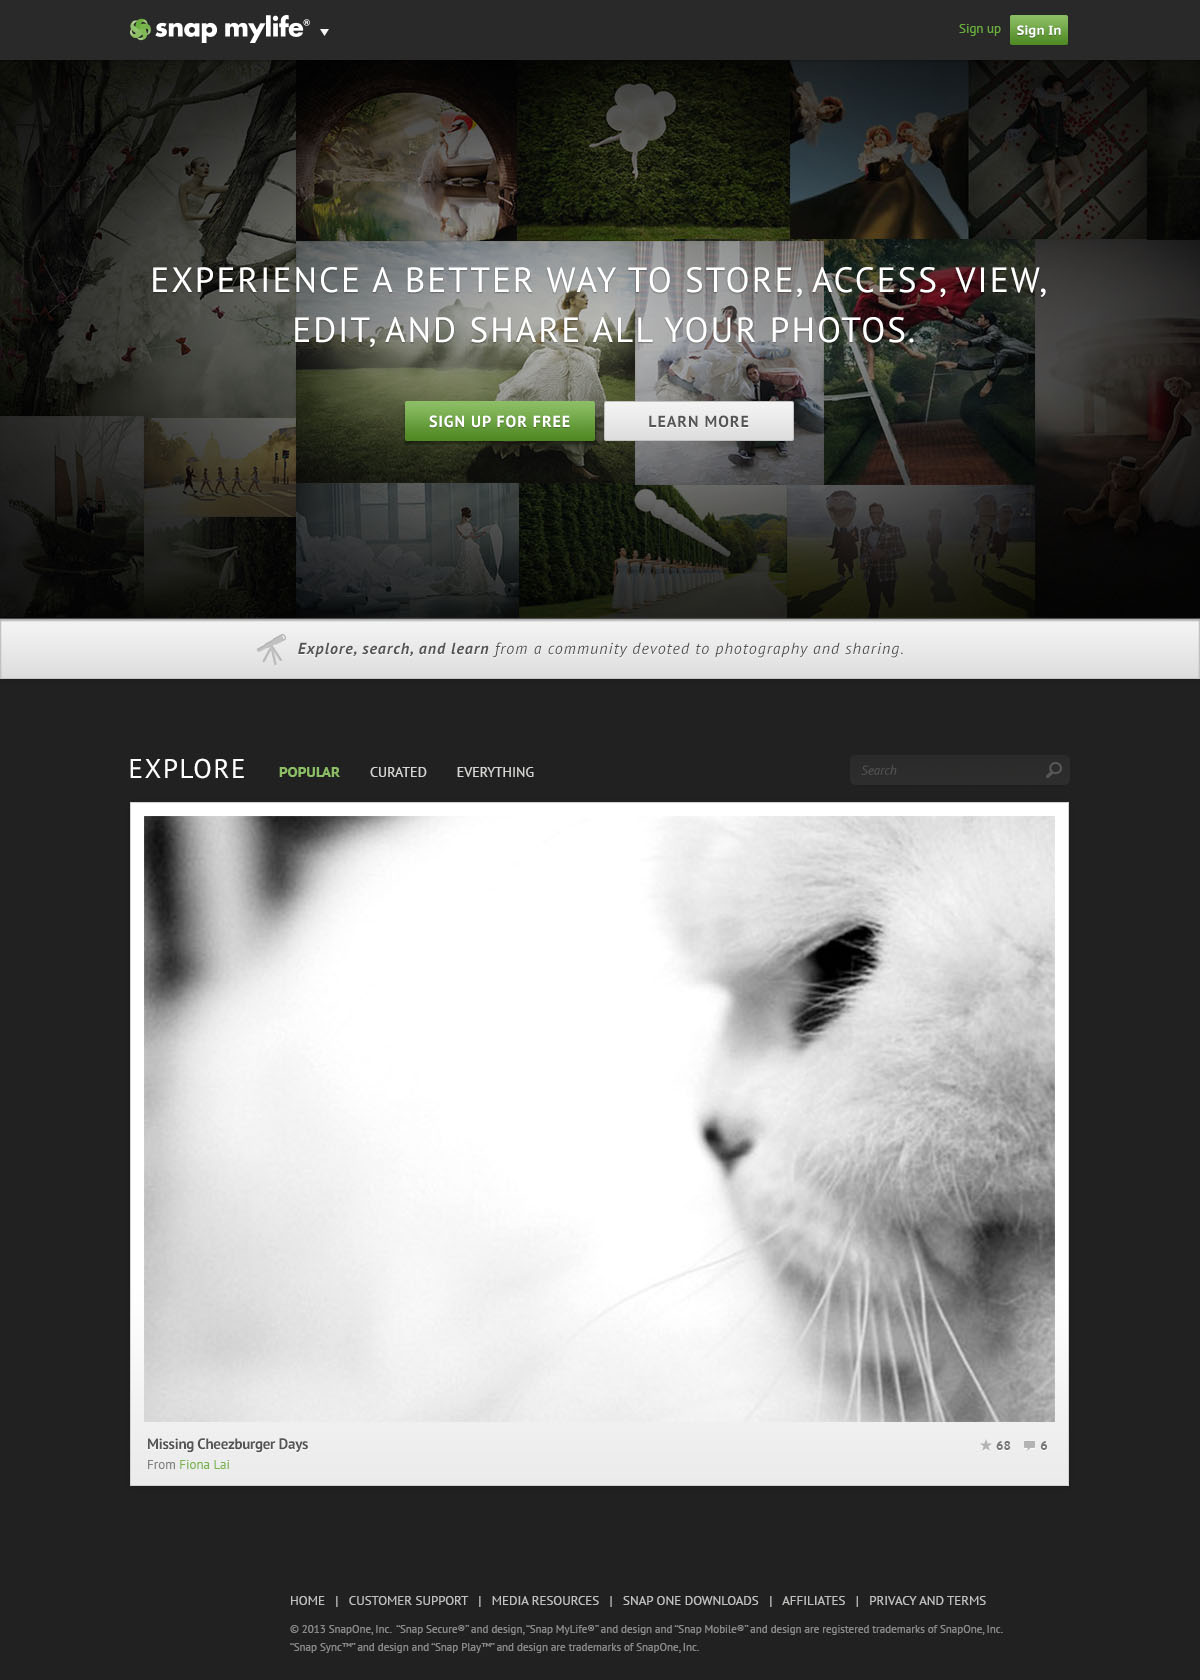 snap mylife®
Sign up
Sign In
EXPERIENCE A BETTER WAY TO STORE, ACCESS, VIEW,
EDIT, AND SHARE ALL YOUR PHOTOS.
SIGN UP FOR FREE
LEARN MORE
Explore, search, and learn from a community devoted to photography and sharing.
EXPLORE
POPULAR
CURATED
EVERYTHING
Search
Missing Cheezburger Days
68
6
From Fiona Lai
HOME | CUSTOMER SUPPORT | MEDIA RESOURCES | SNAP ONE DOWNLOADS | AFFILIATES | PRIVACY AND TERMS
© 2013 SnapOne, Inc. "Snap Secure®" and design, "Snap MyLife®" and design and "Snap Mobile®" and design are registered trademarks of SnapOne, Inc.
"Snap Sync™" and design and "Snap Play™" and design are trademarks of SnapOne, Inc.